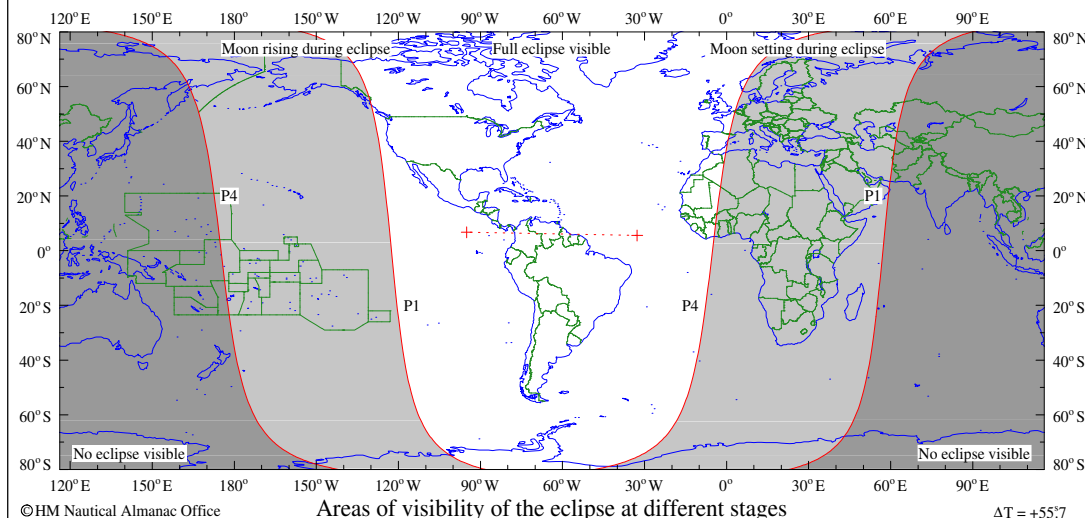 120° E 150° E 180° 150° W 120° W 90° W 60° W 30° W 0° 30° E 60° E 90° E
80° N 80° N
Moon rising during eclipse Full eclipse visible Moon setting during eclipse
60° N 60° N
40° N 40° N
20° N P4 P1 20° N
0° 0°
20° S P1 P4 20° S
40° S 40° S
60° S 60° S
No eclipse visible No eclipse visible
80° S 80° S
120° E 150° E 180° 150° W 120° W 90° W 60° W 30° W 0° 30° E 60° E 90° E
© HM Nautical Almanac Office Areas of visibility of the eclipse at different stages ΔT = +55ˢ.7